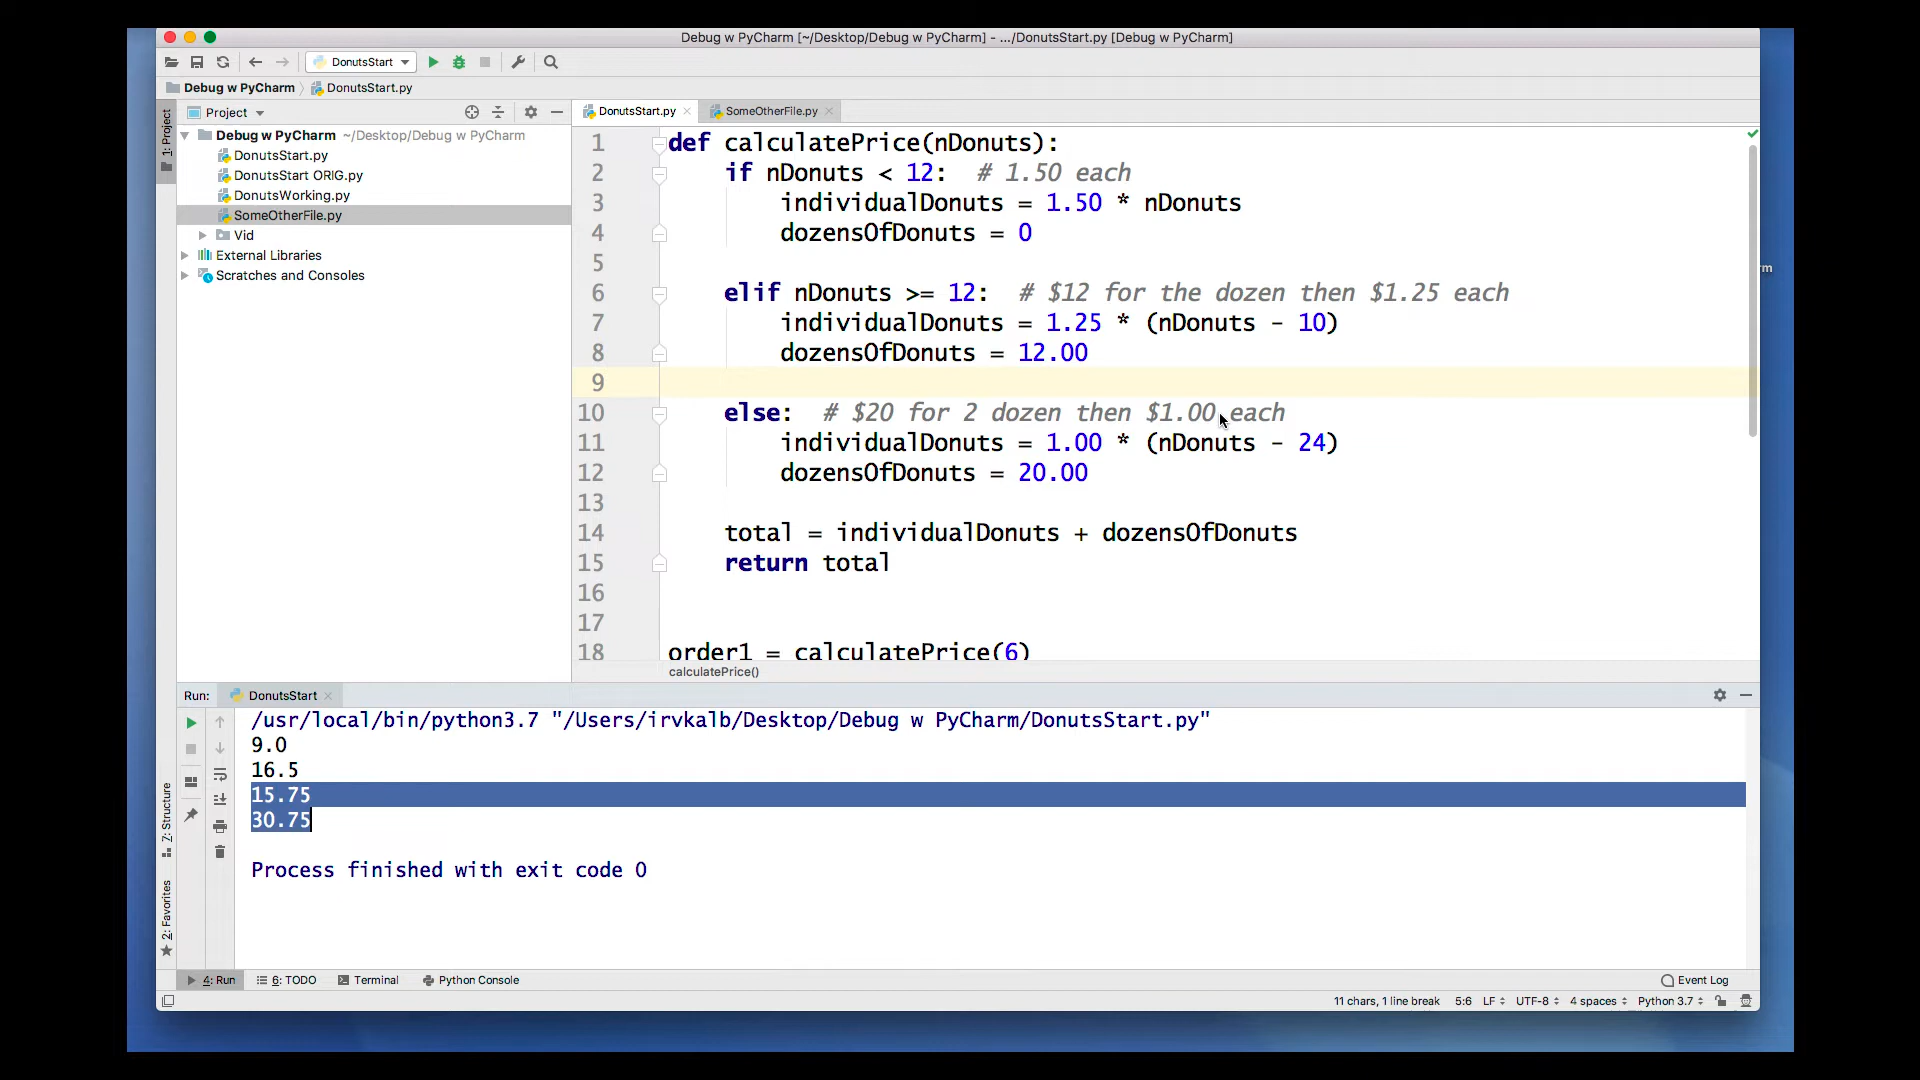 Debug w PyCharm [~/Desktop/Debug w PyCharm] - .../DonutsStart.py [Debug w PyCharm]
DonutsStart
Debug w PyCharm
DonutsStart.py
1: Project
Project
Debug w PyCharm ~/Desktop/Debug w PyCharm
DonutsStart.py
DonutsStart ORIG.py
DonutsWorking.py
SomeOtherFile.py
Vid
External Libraries
Scratches and Consoles
DonutsStart.py
SomeOtherFile.py
1 def calculatePrice(nDonuts):
2 if nDonuts < 12: # 1.50 each
3 individualDonuts = 1.50 * nDonuts
4 dozensOfDonuts = 0
5
6 elif nDonuts >= 12: # $12 for the dozen then $1.25 each
7 individualDonuts = 1.25 * (nDonuts - 10)
8 dozensOfDonuts = 12.00
9
10 else: # $20 for 2 dozen then $1.00 each
11 individualDonuts = 1.00 * (nDonuts - 24)
12 dozensOfDonuts = 20.00
13
14 total = individualDonuts + dozensOfDonuts
15 return total
16
17
18 order1 = calculatePrice(6)
calculatePrice()
rm
Run: DonutsStart
/usr/local/bin/python3.7 "/Users/irvkalb/Desktop/Debug w PyCharm/DonutsStart.py"
9.0
16.5
15.75
30.75
Process finished with exit code 0
7: Structure
2: Favorites
4: Run
6: TODO
Terminal
Python Console
Event Log
11 chars, 1 line break 5:6 LF UTF-8 4 spaces Python 3.7